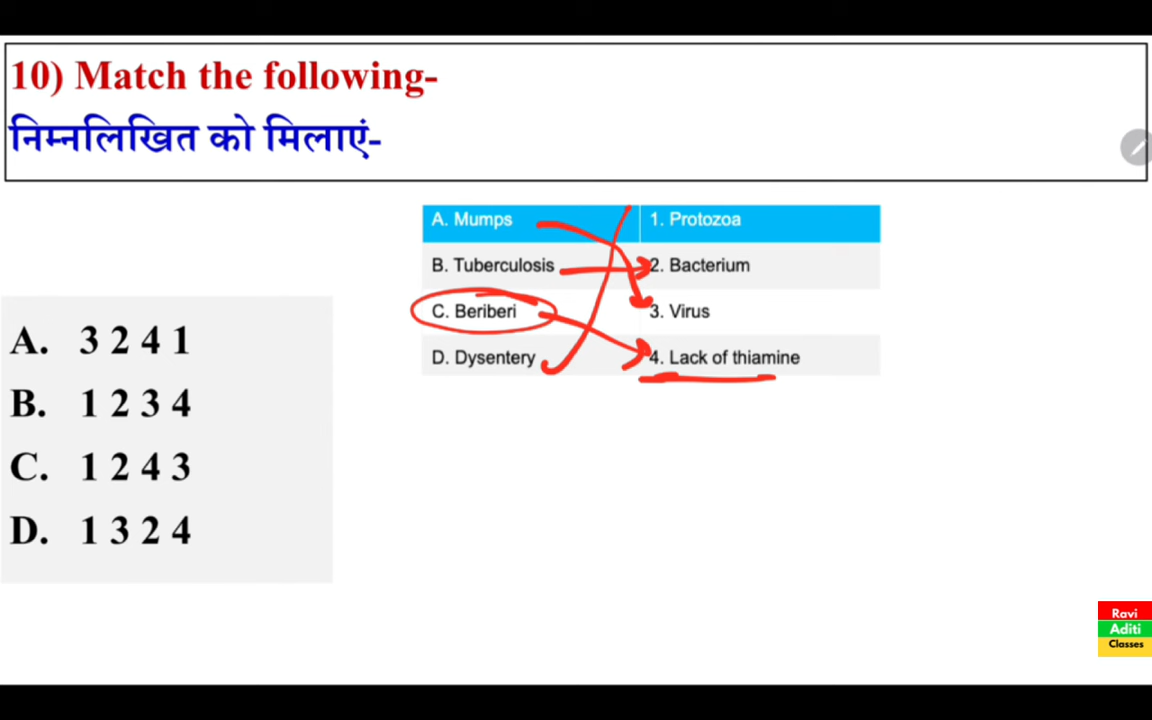 10) Match the following-
निम्नलिखित को मिलाएं-
A. Mumps 1. Protozoa
B. Tuberculosis 2. Bacterium
C. Beriberi 3. Virus
D. Dysentery 4. Lack of thiamine
A. 3 2 4 1
B. 1 2 3 4
C. 1 2 4 3
D. 1 3 2 4
Ravi
Aditi
Classes